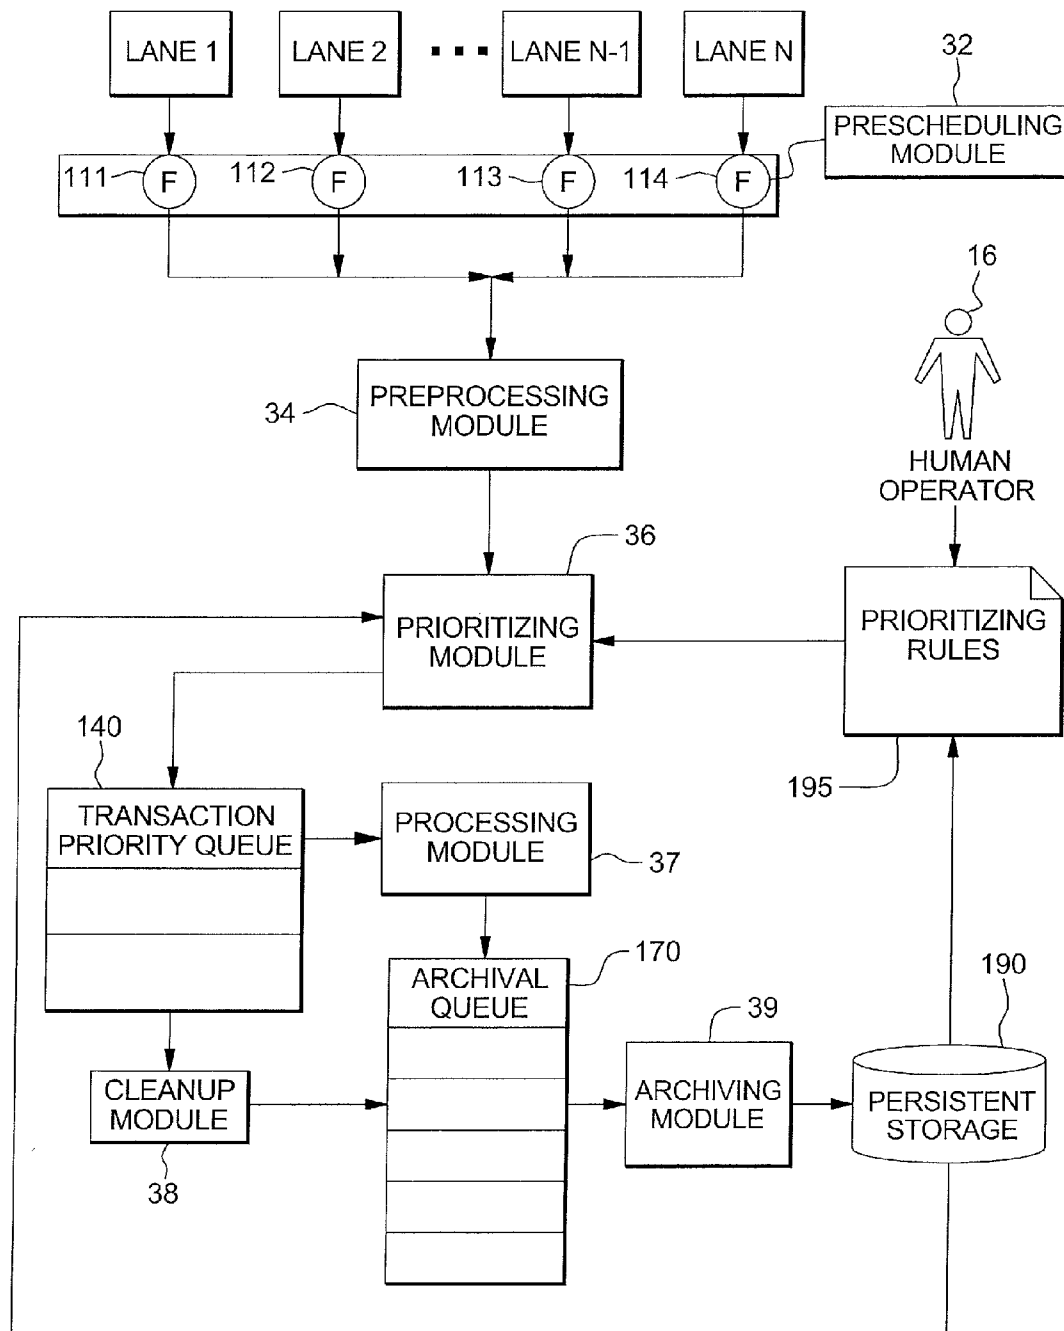 LANE 1
LANE 2
LANE N-1
LANE N
32
PRESCHEDULING
MODULE
111
F
112
F
113
F
114
F
16
HUMAN
OPERATOR
34
PREPROCESSING
MODULE
36
PRIORITIZING
MODULE
PRIORITIZING
RULES
195
140
TRANSACTION
PRIORITY QUEUE
PROCESSING
MODULE
37
170
ARCHIVAL
QUEUE
39
ARCHIVING
MODULE
190
PERSISTENT
STORAGE
CLEANUP
MODULE
38